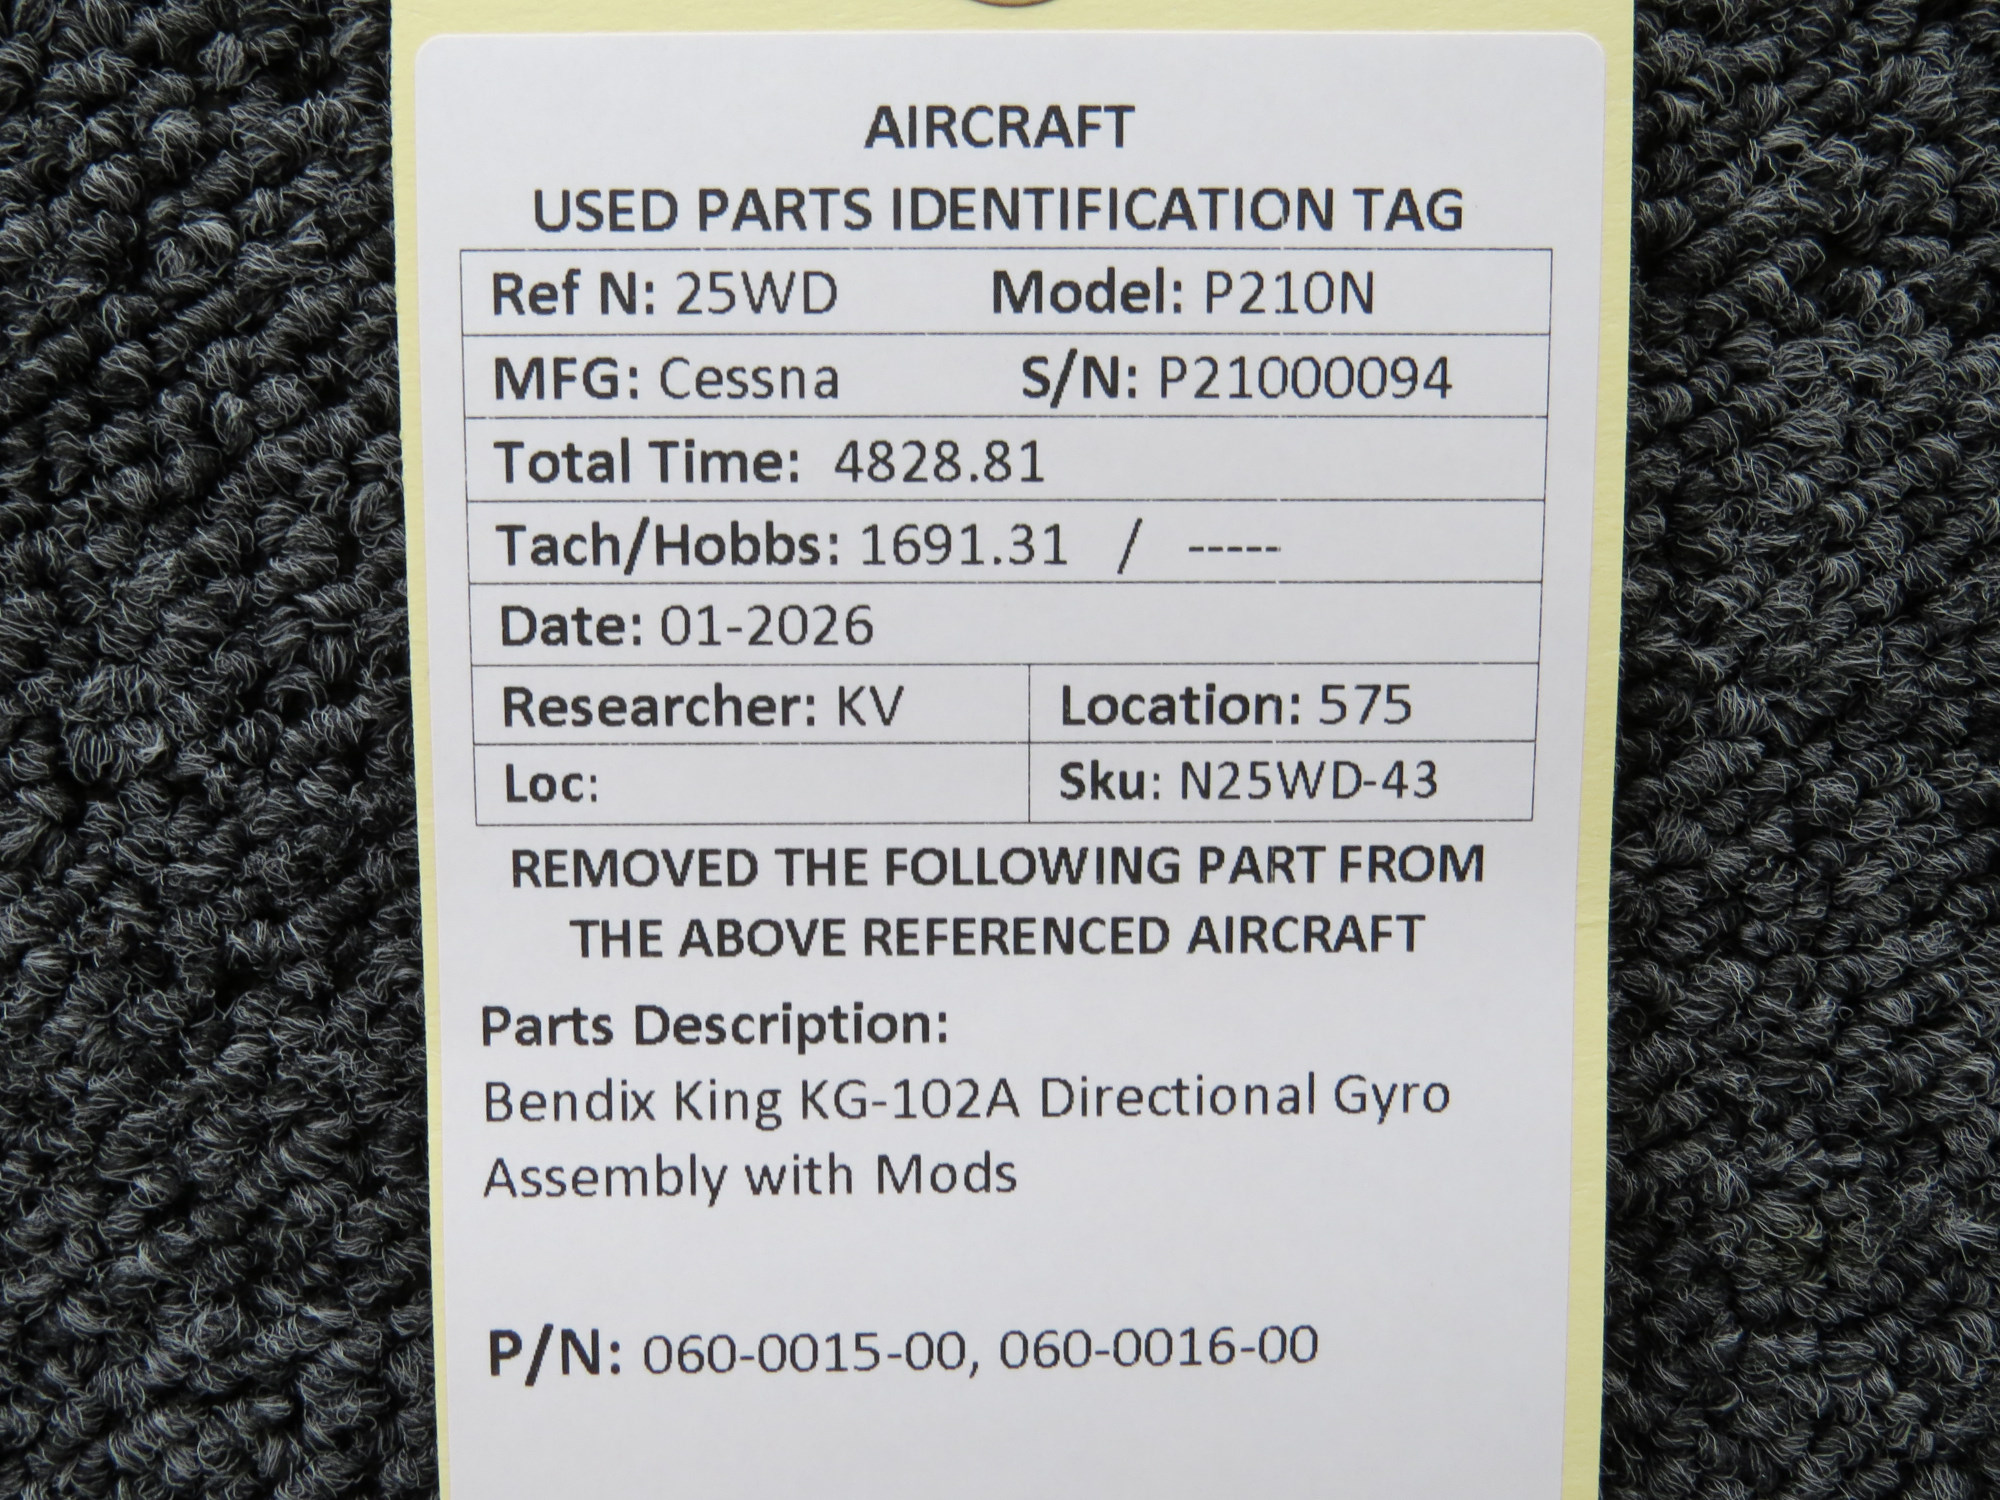 AIRCRAFT
USED PARTS IDENTIFICATION TAG
Ref N: 25WD Model: P210N
MFG: Cessna S/N: P21000094
Total Time: 4828.81
Tach/Hobbs: 1691.31 / -----
Date: 01-2026
Researcher: KV Location: 575
Loc: Sku: N25WD-43
REMOVED THE FOLLOWING PART FROM
THE ABOVE REFERENCED AIRCRAFT
Parts Description:
Bendix King KG-102A Directional Gyro
Assembly with Mods
P/N: 060-0015-00, 060-0016-00